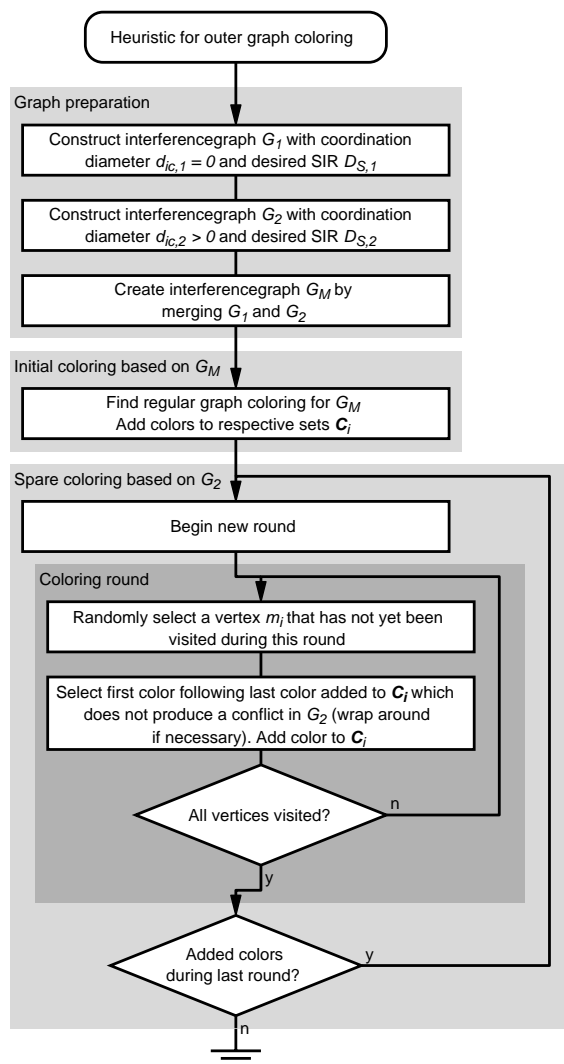 Heuristic for outer graph coloring
Graph preparation
Construct interferencegraph G1 with coordination
diameter dic,1 = 0 and desired SIR DS,1
Construct interferencegraph G2 with coordination
diameter dic,2 > 0 and desired SIR DS,2
Create interferencegraph GM by
merging G1 and G2
Initial coloring based on GM
Find regular graph coloring for GM
Add colors to respective sets Ci
Spare coloring based on G2
Begin new round
Coloring round
Randomly select a vertex mi that has not yet been
visited during this round
Select first color following last color added to Ci which
does not produce a conflict in G2 (wrap around
if necessary). Add color to Ci
All vertices visited?
n
y
Added colors
during last round?
y
n